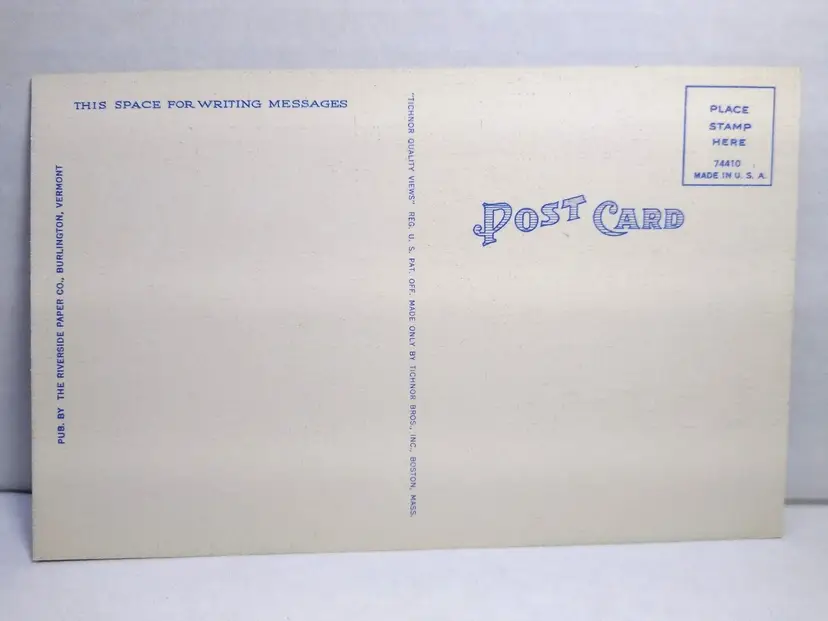 THIS SPACE FOR WRITING MESSAGES
PUB. BY THE RIVERSIDE PAPER CO., BURLINGTON, VERMONT
"TICHNOR QUALITY VIEWS" REG. U. S. PAT. OFF. MADE ONLY BY TICHNOR BROS., INC., BOSTON, MASS.
POST CARD
PLACE
STAMP
HERE
74410
MADE IN U. S. A.